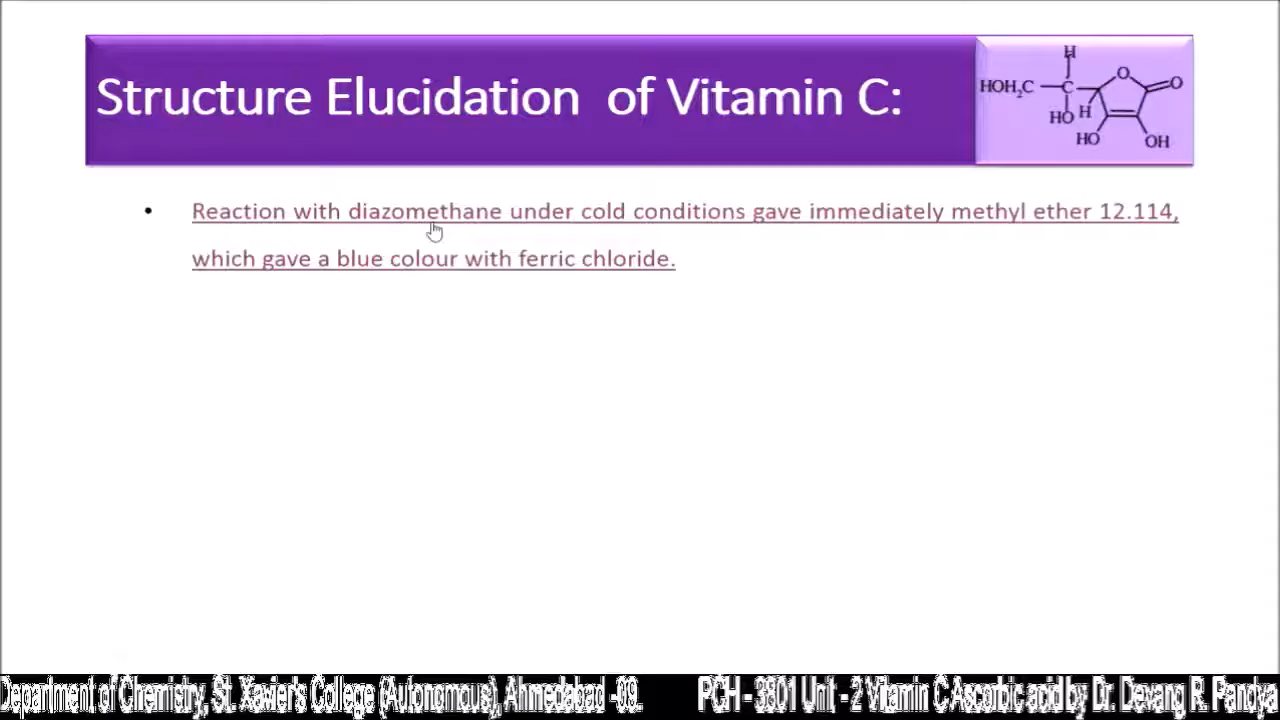 Structure Elucidation of Vitamin C:
H
HOH₂C C O O
HO H
HO OH
• Reaction with diazomethane under cold conditions gave immediately methyl ether 12.114,
which gave a blue colour with ferric chloride.
Department of Chemistry, St. Xavier's College (Autonomous), Ahmedabad -09. PCH - 3801 Unit - 2 Vitamin C Ascorbic acid by Dr. Devang R. Pandya